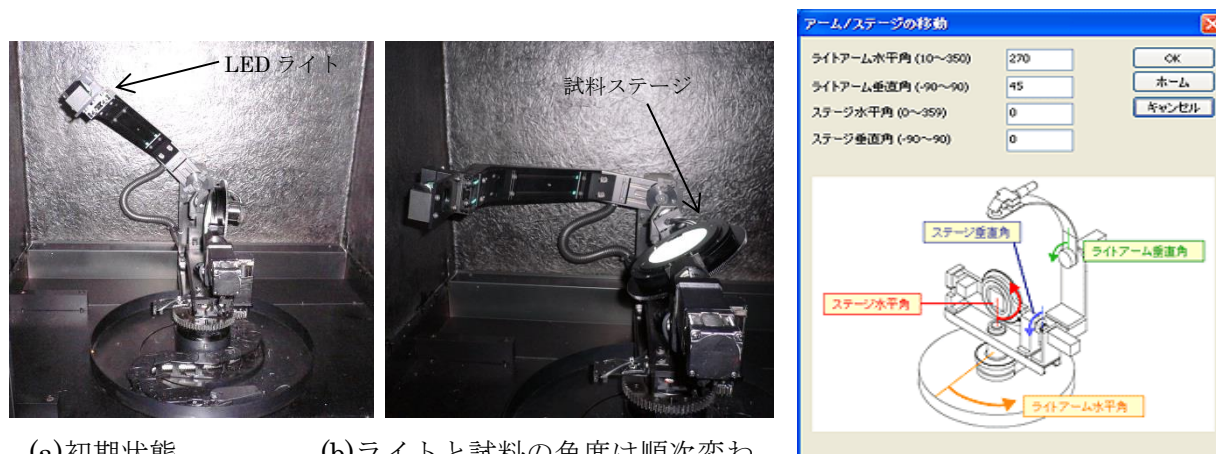 LED ライト
試料ステージ
(a)初期状態
(b)ライトと試料の角度は順次変わ
アーム/ステージの移動
ライトアーム水平角 (10～350)
270
OK
ライトアーム垂直角 (-90～90)
45
ホーム
ステージ水平角 (0～359)
0
キャンセル
ステージ垂直角 (-90～90)
0
ステージ垂直角
ライトアーム垂直角
ステージ水平角
ライトアーム水平角